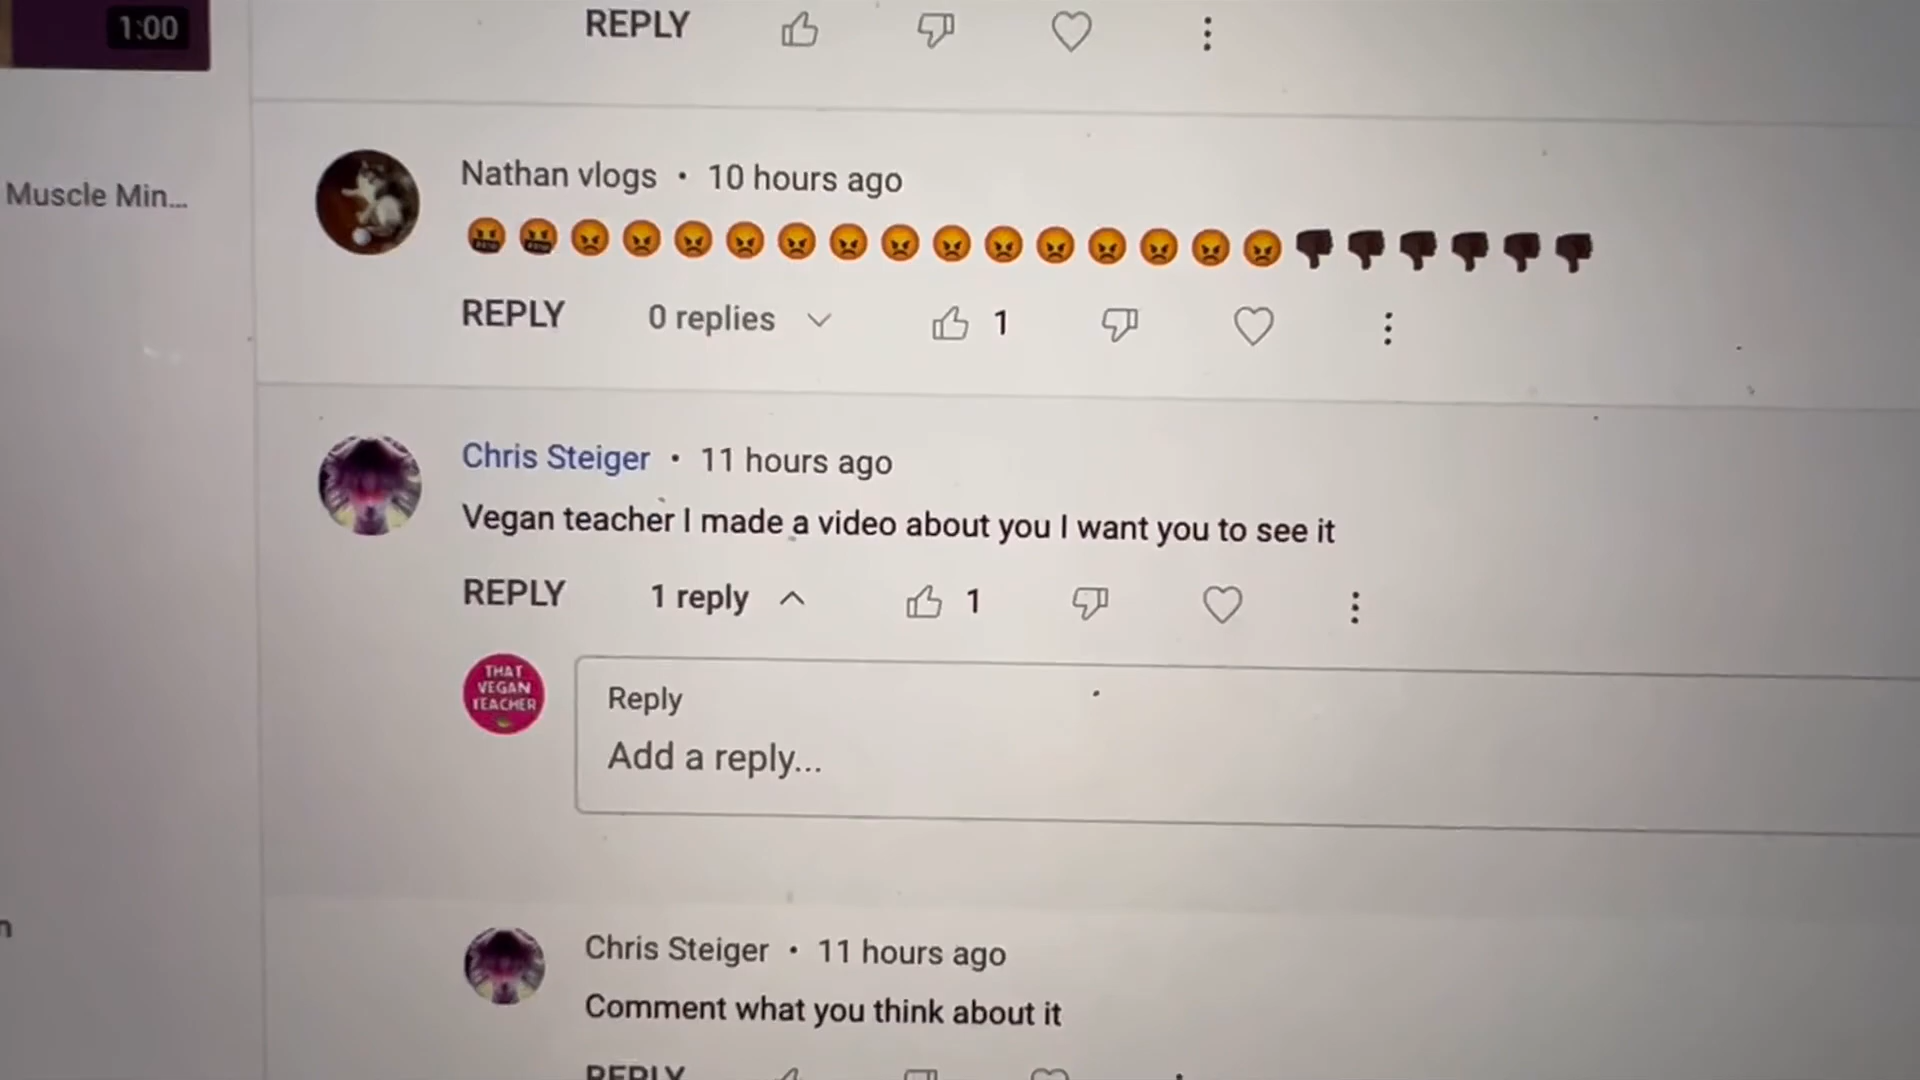 1:00
REPLY
Muscle Min...
Nathan vlogs • 10 hours ago
🤬🤬😡😡😡😡😡😡😡😡😡😡😡😡😡😡👎🏿👎🏿👎🏿👎🏿👎🏿👎🏿
REPLY 0 replies 1
Chris Steiger • 11 hours ago
Vegan teacher I made a video about you I want you to see it
REPLY 1 reply 1
THAT
VEGAN
TEACHER
Reply
Add a reply...
n
Chris Steiger • 11 hours ago
Comment what you think about it
REPLY